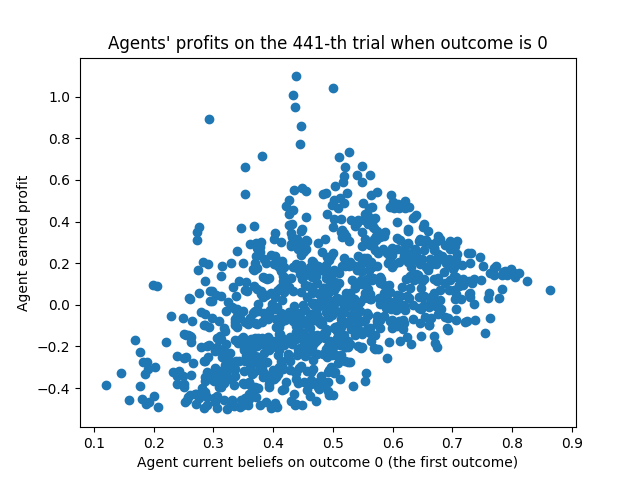 Agents' profits on the 441-th trial when outcome is 0
1.0
0.8
0.6
0.4
0.2
0.0
−0.2
−0.4
Agent earned profit
0.1 0.2 0.3 0.4 0.5 0.6 0.7 0.8 0.9
Agent current beliefs on outcome 0 (the first outcome)